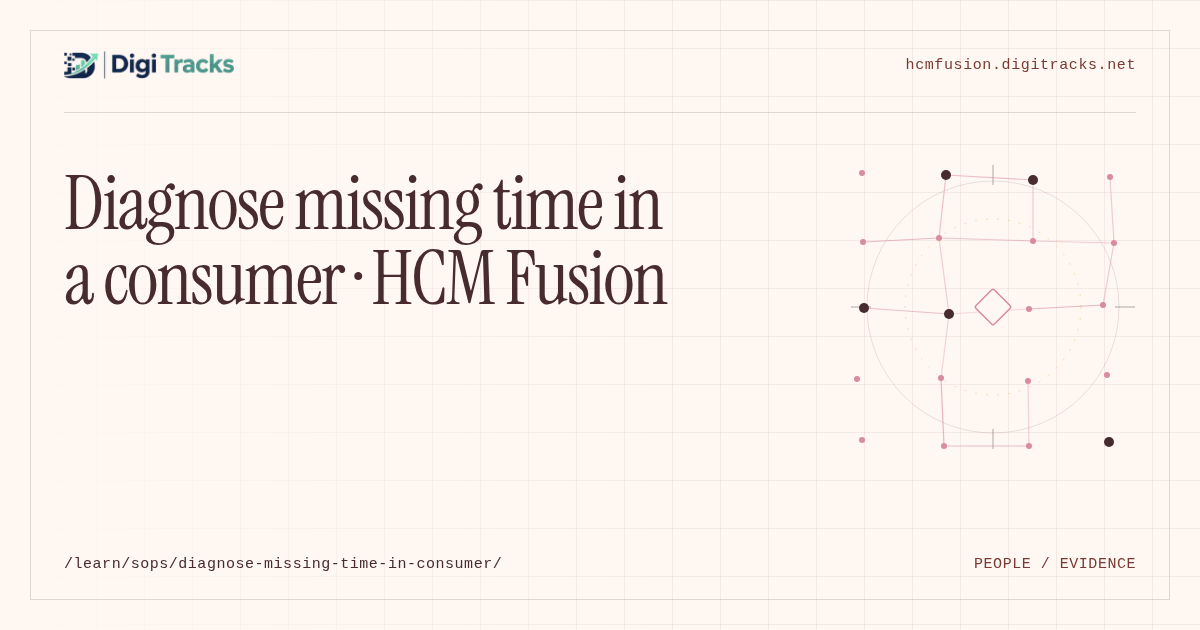 Digi Tracks
hcmfusion.digitracks.net
Diagnose missing time in
a consumer · HCM Fusion
/learn/sops/diagnose-missing-time-in-consumer/
PEOPLE / EVIDENCE